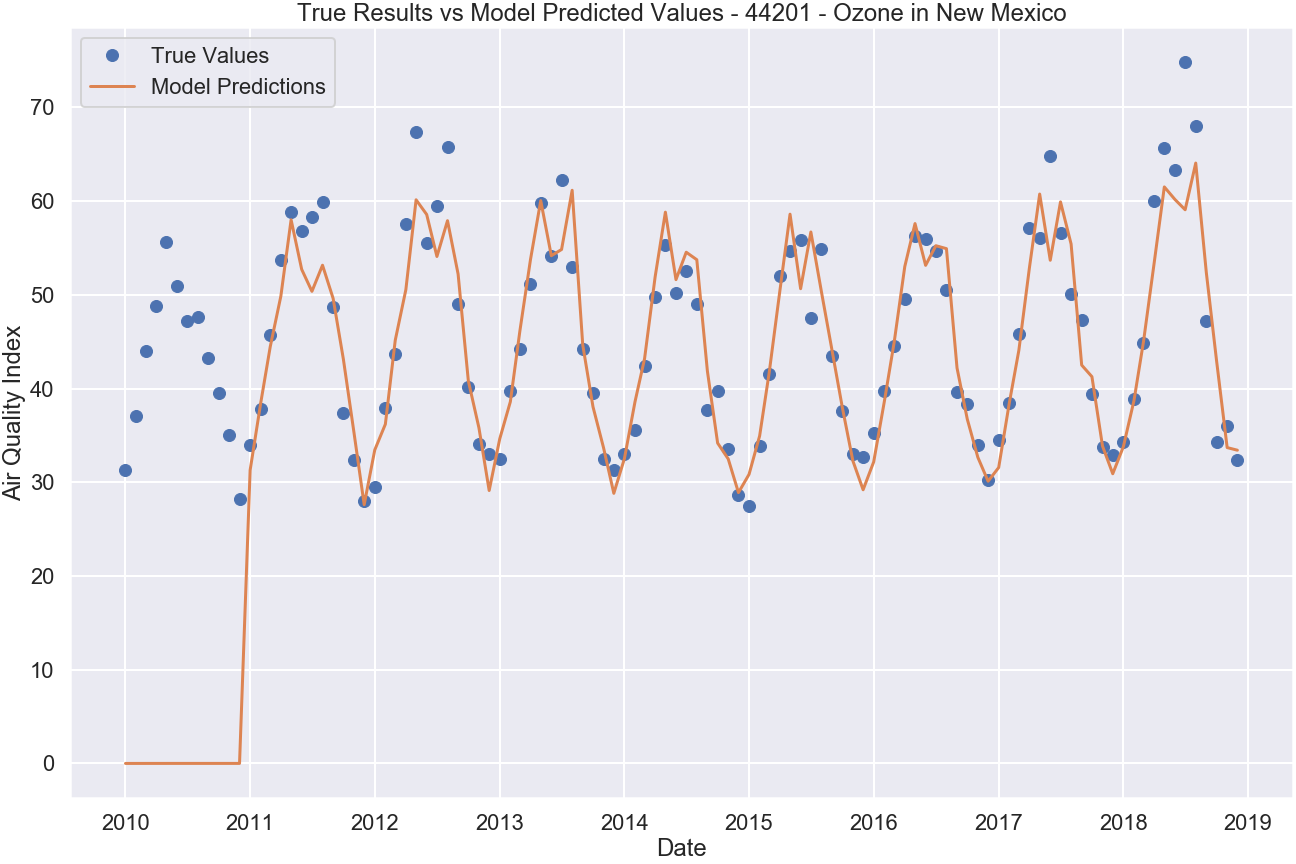 True Results vs Model Predicted Values - 44201 - Ozone in New Mexico
True Values
Model Predictions
70
60
50
40
30
20
10
0
Air Quality Index
2010 2011 2012 2013 2014 2015 2016 2017 2018 2019
Date